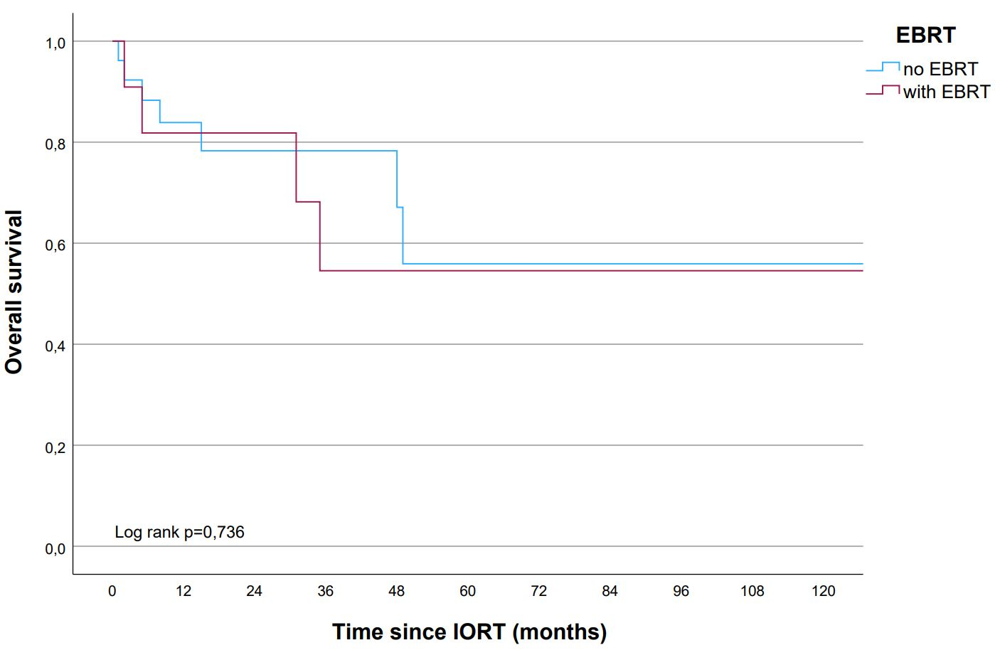 EBRT
no EBRT
with EBRT
1,0
0,8
0,6
0,4
0,2
0,0
Overall survival
Log rank p=0,736
0 12 24 36 48 60 72 84 96 108 120
Time since IORT (months)